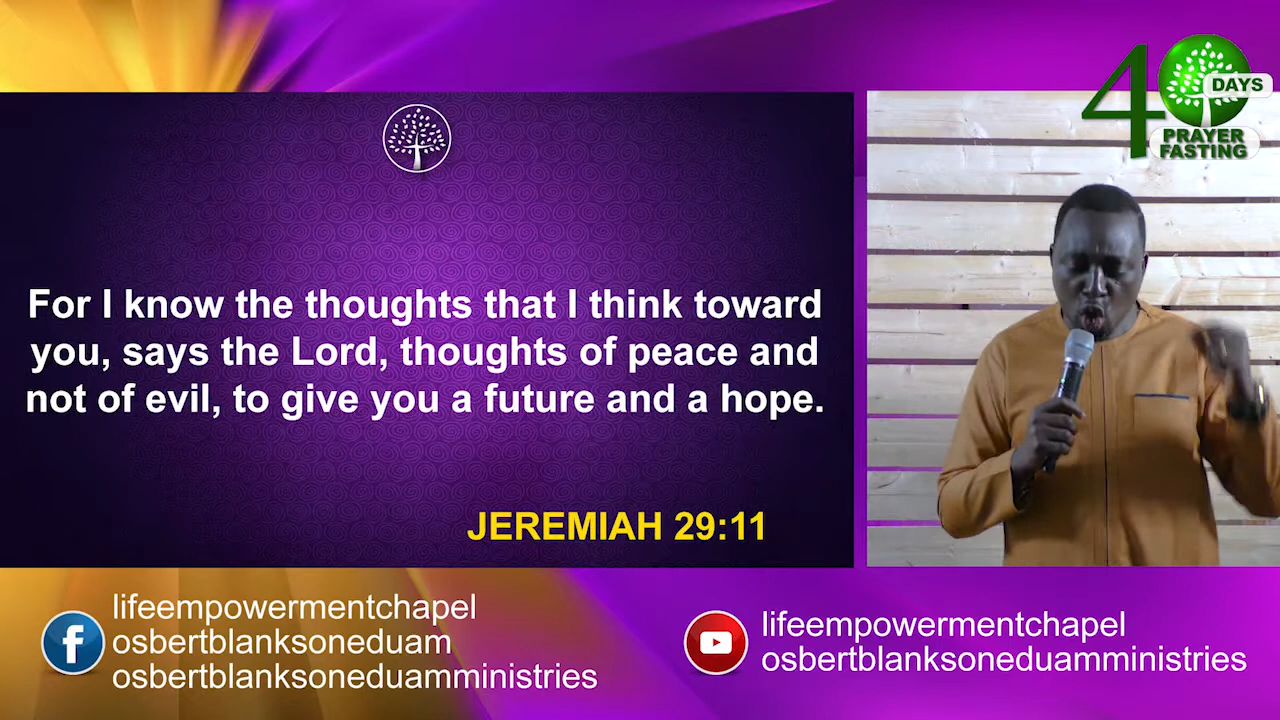 40 DAYS
PRAYER
FASTING
For I know the thoughts that I think toward
you, says the Lord, thoughts of peace and
not of evil, to give you a future and a hope.
JEREMIAH 29:11
lifeempowermentchapel
osbertblanksoneduam
osbertblanksoneduamministries
lifeempowermentchapel
osbertblanksoneduamministries